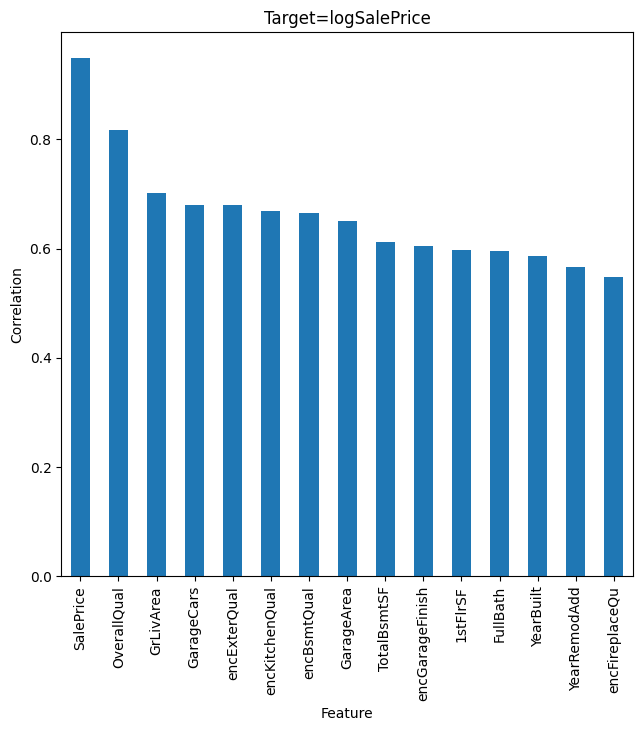 Target=logSalePrice
Correlation
0.8
0.6
0.4
0.2
0.0
SalePrice
OverallQual
GrLivArea
GarageCars
encExterQual
encKitchenQual
encBsmtQual
GarageArea
TotalBsmtSF
encGarageFinish
1stFlrSF
FullBath
YearBuilt
YearRemodAdd
encFireplaceQu
Feature